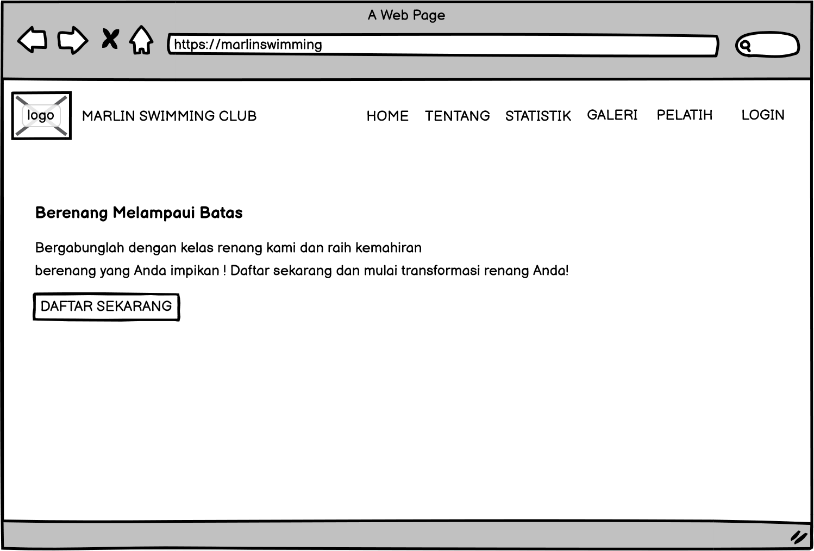 A Web Page
https://marlinswimming
logo MARLIN SWIMMING CLUB HOME TENTANG STATISTIK GALERI PELATIH LOGIN
Berenang Melampaui Batas
Bergabunglah dengan kelas renang kami dan raih kemahiran
berenang yang Anda impikan ! Daftar sekarang dan mulai transformasi renang Anda!
DAFTAR SEKARANG